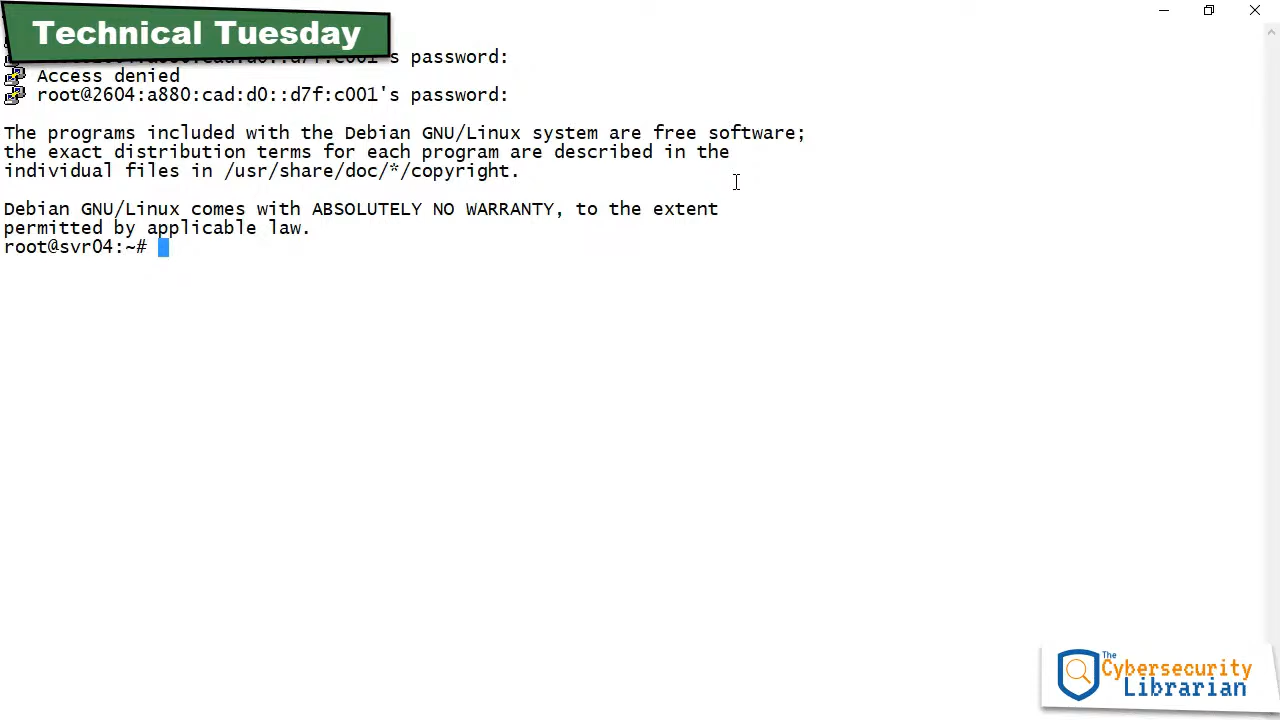 Technical Tuesday
's password:
Access denied
root@2604:a880:cad:d0::d7f:c001's password:
The programs included with the Debian GNU/Linux system are free software;
the exact distribution terms for each program are described in the
individual files in /usr/share/doc/*/copyright.
Debian GNU/Linux comes with ABSOLUTELY NO WARRANTY, to the extent
permitted by applicable law.
root@svr04:~#
The
Cybersecurity
Librarian